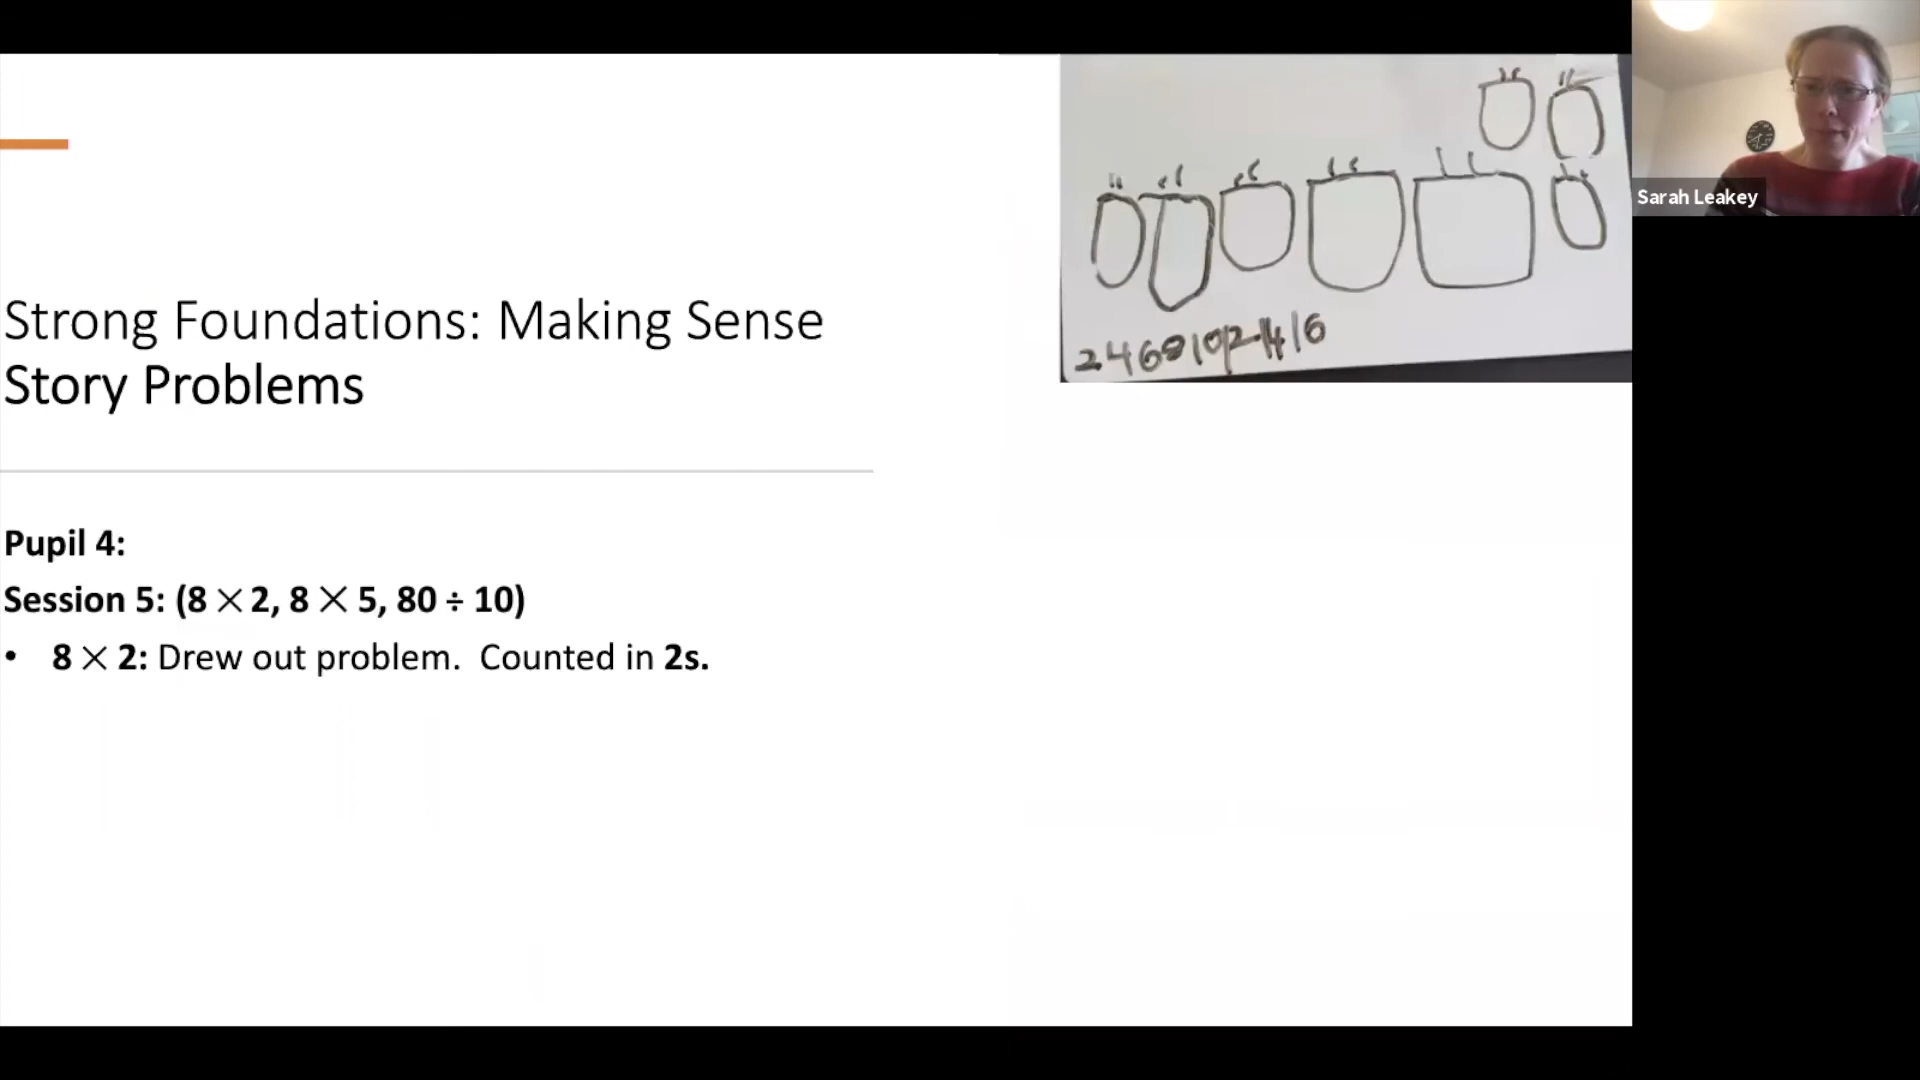 Strong Foundations: Making Sense
Story Problems
Pupil 4:
Session 5: (8 × 2, 8 × 5, 80 ÷ 10)
• 8 × 2: Drew out problem. Counted in 2s.
2 4 6 8 10 12 14 16
Sarah Leakey